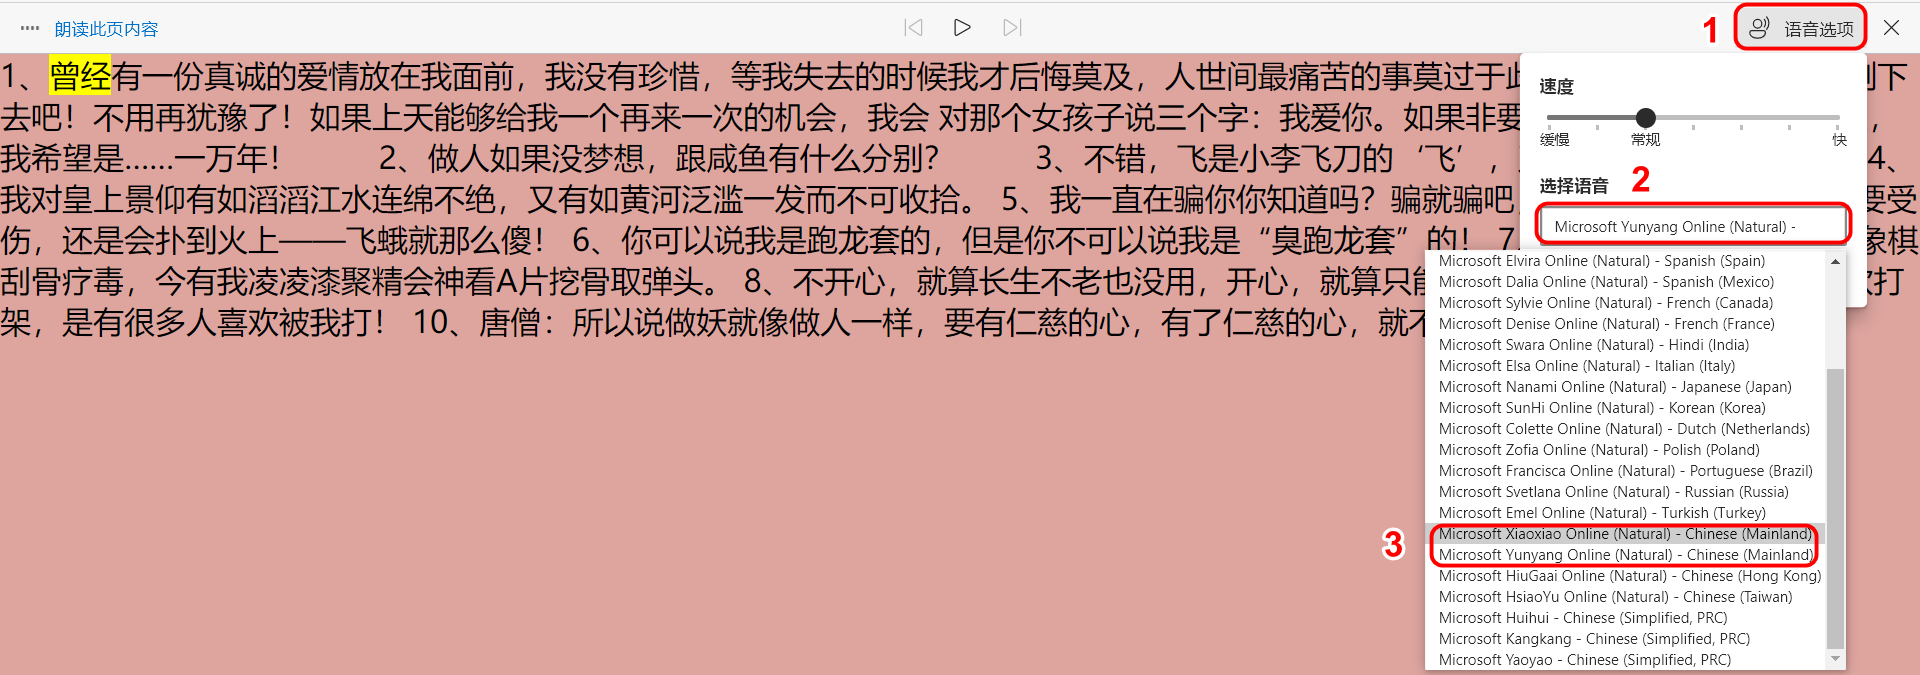 朗读此页内容
1
语音选项
1、曾经有一份真诚的爱情放在我面前，我没有珍惜，等我失去的时候我才后悔莫及，人世间最痛苦的事莫过于此
下
去吧！不用再犹豫了！如果上天能够给我一个再来一次的机会，我会 对那个女孩子说三个字：我爱你。如果非要
，
我希望是……一万年！ 2、做人如果没梦想，跟咸鱼有什么分别？ 3、不错，飞是小李飞刀的‘飞’，
4、
我对皇上景仰有如滔滔江水连绵不绝，又有如黄河泛滥一发而不可收拾。 5、我一直在骗你你知道吗？骗就骗吧
要受
伤，还是会扑到火上——飞蛾就那么傻！ 6、你可以说我是跑龙套的，但是你不可以说我是“臭跑龙套”的！ 7
象棋
刮骨疗毒，今有我凌凌漆聚精会神看A片挖骨取弹头。 8、不开心，就算长生不老也没用，开心，就算只能
打
架，是有很多人喜欢被我打！ 10、唐僧：所以说做妖就像做人一样，要有仁慈的心，有了仁慈的心，就不
速度
缓慢 常规 快
选择语音 2
Microsoft Yunyang Online (Natural) -
Microsoft Elvira Online (Natural) - Spanish (Spain)
Microsoft Dalia Online (Natural) - Spanish (Mexico)
Microsoft Sylvie Online (Natural) - French (Canada)
Microsoft Denise Online (Natural) - French (France)
Microsoft Swara Online (Natural) - Hindi (India)
Microsoft Elsa Online (Natural) - Italian (Italy)
Microsoft Nanami Online (Natural) - Japanese (Japan)
Microsoft SunHi Online (Natural) - Korean (Korea)
Microsoft Colette Online (Natural) - Dutch (Netherlands)
Microsoft Zofia Online (Natural) - Polish (Poland)
Microsoft Francisca Online (Natural) - Portuguese (Brazil)
Microsoft Svetlana Online (Natural) - Russian (Russia)
Microsoft Emel Online (Natural) - Turkish (Turkey)
3
Microsoft Xiaoxiao Online (Natural) - Chinese (Mainland)
Microsoft Yunyang Online (Natural) - Chinese (Mainland)
Microsoft HiuGaai Online (Natural) - Chinese (Hong Kong)
Microsoft HsiaoYu Online (Natural) - Chinese (Taiwan)
Microsoft Huihui - Chinese (Simplified, PRC)
Microsoft Kangkang - Chinese (Simplified, PRC)
Microsoft Yaoyao - Chinese (Simplified, PRC)